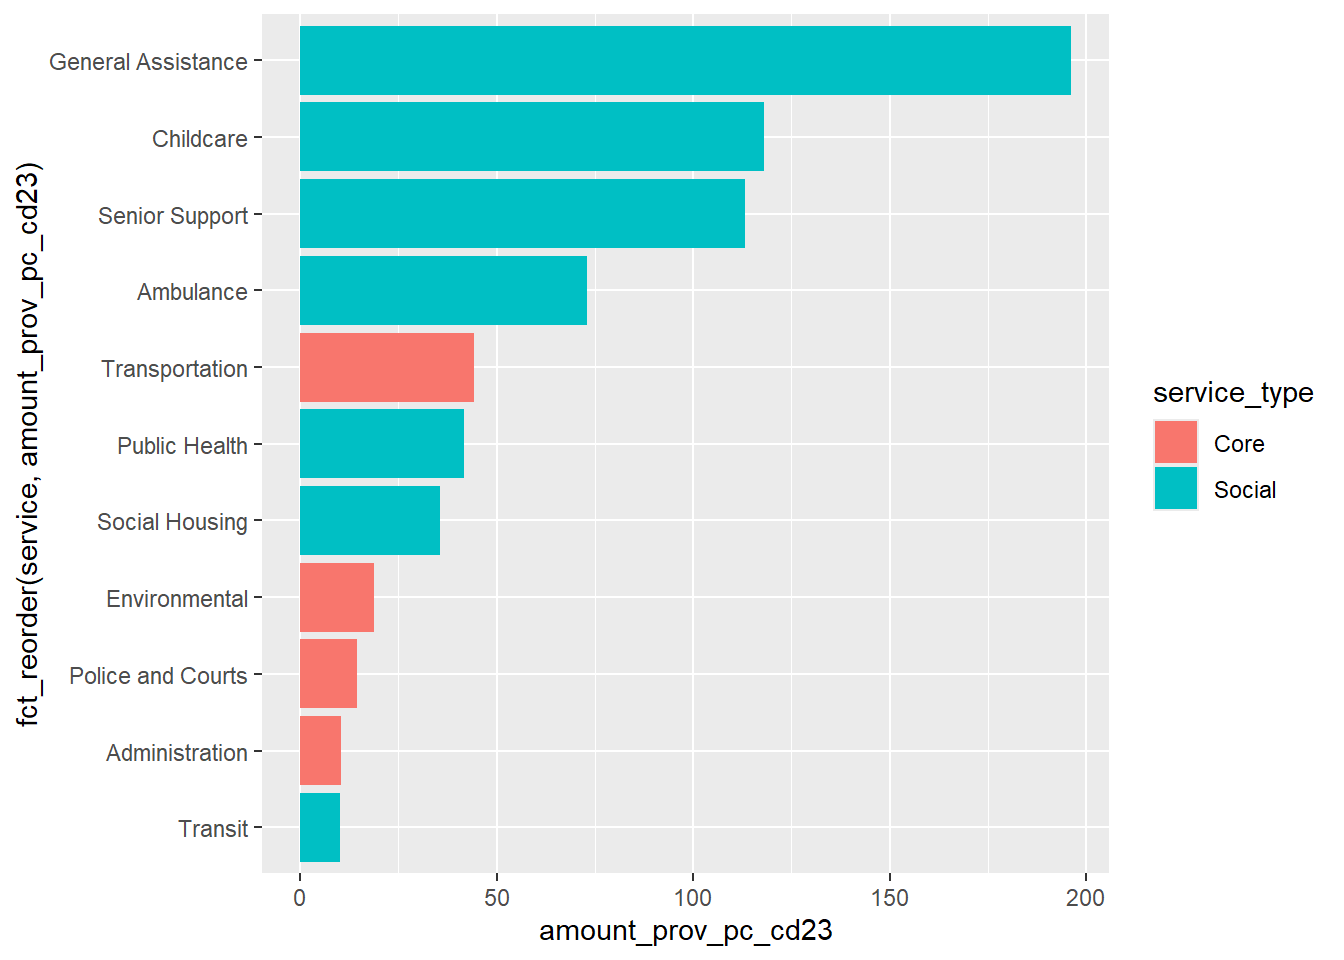 General Assistance
Childcare
Senior Support
Ambulance
Transportation
Public Health
Social Housing
Environmental
Police and Courts
Administration
Transit
fct_reorder(service, amount_prov_pc_cd23)
0 50 100 150 200
amount_prov_pc_cd23
service_type
Core
Social